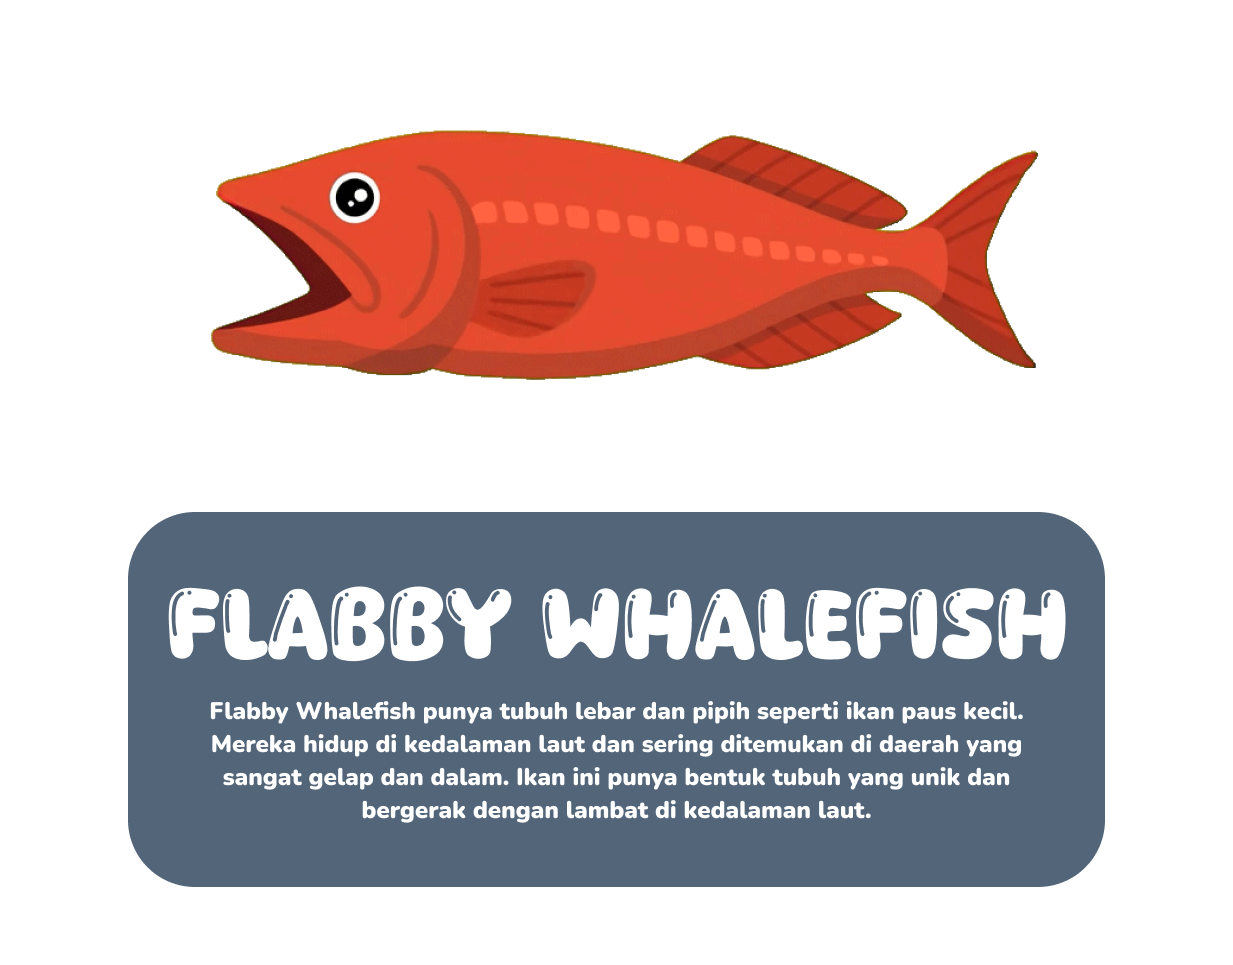 FLABBY WHALEFISH
Flabby Whalefish punya tubuh lebar dan pipih seperti ikan paus kecil.
Mereka hidup di kedalaman laut dan sering ditemukan di daerah yang
sangat gelap dan dalam. Ikan ini punya bentuk tubuh yang unik dan
bergerak dengan lambat di kedalaman laut.